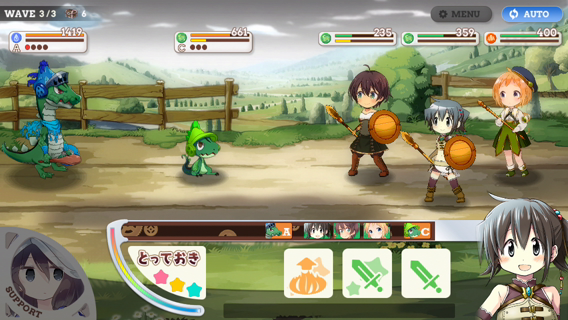 WAVE 3/3 6
MENU
AUTO
1419
A
661
C
235
359
400
A
C
とっておき
SUPPORT